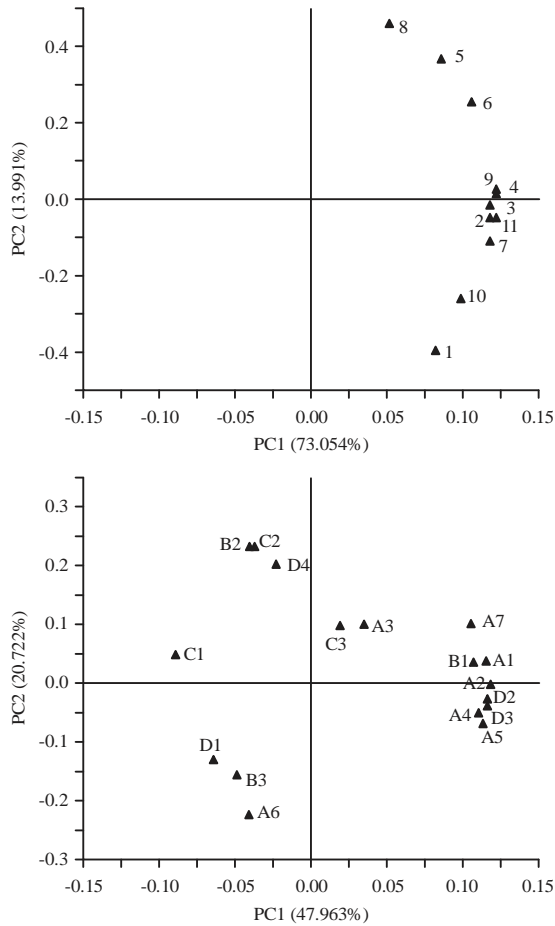 0.4
8
5
6
0.2
9
4
0.0
3
2
11
7
-0.2
10
1
-0.4
PC2 (13.991%)
-0.15 -0.10 -0.05 0.00 0.05 0.10 0.15
PC1 (73.054%)
0.3
B2 C2
0.2
D4
0.1
A3
A7
C3
C1
B1 A1
0.0
A2
D2
A4
D3
A5
-0.1
D1
B3
-0.2
A6
-0.3
PC2 (20.722%)
-0.15 -0.10 -0.05 0.00 0.05 0.10 0.15
PC1 (47.963%)